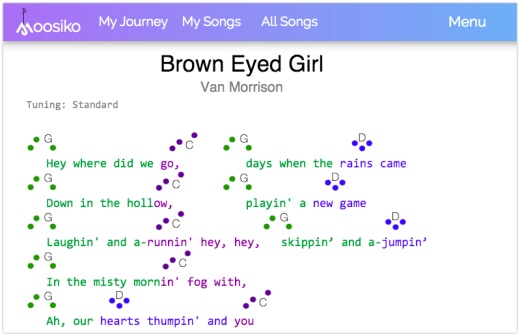 Moosiko My Journey My Songs All Songs Menu
Brown Eyed Girl
Van Morrison
Tuning: Standard
G C G D
Hey where did we go, days when the rains came
G C G D
Down in the hollow, playin' a new game
G C G D
Laughin' and a-runnin' hey, hey, skippin’ and a-jumpin’
G C
In the misty mornin' fog with,
G D C
Ah, our hearts thumpin' and you